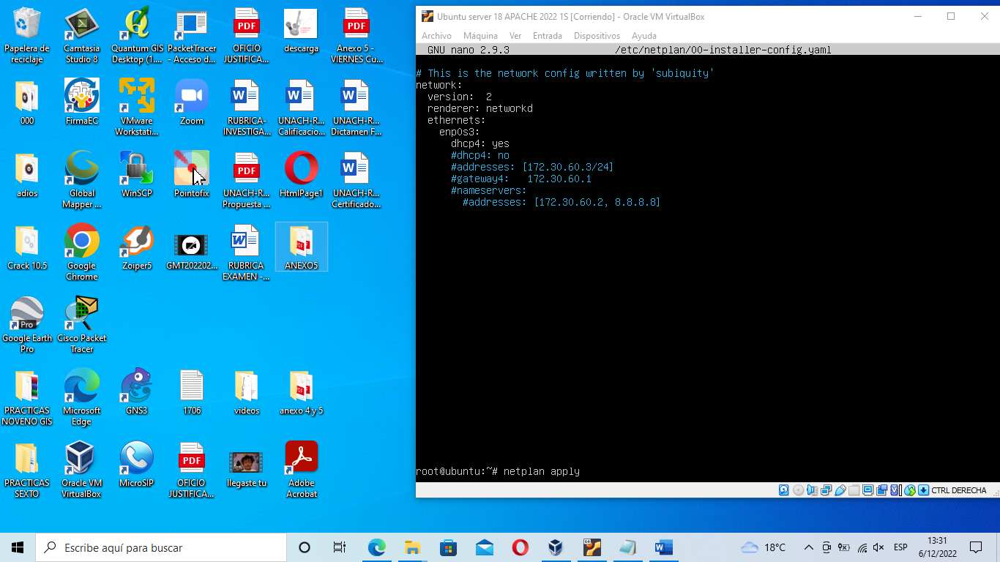 Papelera de reciclaje
Camtasia Studio 8
Quantum GIS Desktop (1....
PacketTracer - Acceso d...
PDF
OFICIO JUSTIFICA...
descarga
PDF
Anexo 5 - VIERNES Cu...
000
FirmaEC
VMware Workstati...
Zoom
RUBRICA-INVESTIGA...
UNACH-R... Calificacio...
UNACH-R... Dictamen F...
adios
Global Mapper ...
WinSCP
Pointofix
PDF
UNACH-R... Propuesta ...
HtmlPage1
UNACH-R... Certificado...
Crack 10.5
Google Chrome
Zoiper5
GMT202202...
RUBRICA EXAMEN -...
ANEXO5
Pro
Google Earth Pro
Cisco Packet Tracer
PRACTICAS NOVENO GIS
Microsoft Edge
GNS3
1706
videos
anexo 4 y 5
PRACTICAS SEXTO
Oracle VM VirtualBox
MicroSIP
PDF
OFICIO JUSTIFICA...
llegaste tu
Adobe Acrobat
Ubuntu server 18 APACHE 2022 1S [Corriendo] - Oracle VM VirtualBox
Archivo Máquina Ver Entrada Dispositivos Ayuda
GNU nano 2.9.3 /etc/netplan/00-installer-config.yaml
# This is the network config written by 'subiquity'
network:
version: 2
renderer: networkd
ethernets:
enp0s3:
dhcp4: yes
#dhcp4: no
#addresses: [172.30.60.3/24]
#gateway4: 172.30.60.1
#nameservers:
#addresses: [172.30.60.2, 8.8.8.8]
root@ubuntu:~# netplan apply
CTRL DERECHA
Escribe aquí para buscar
18°C
ESP
13:31
6/12/2022